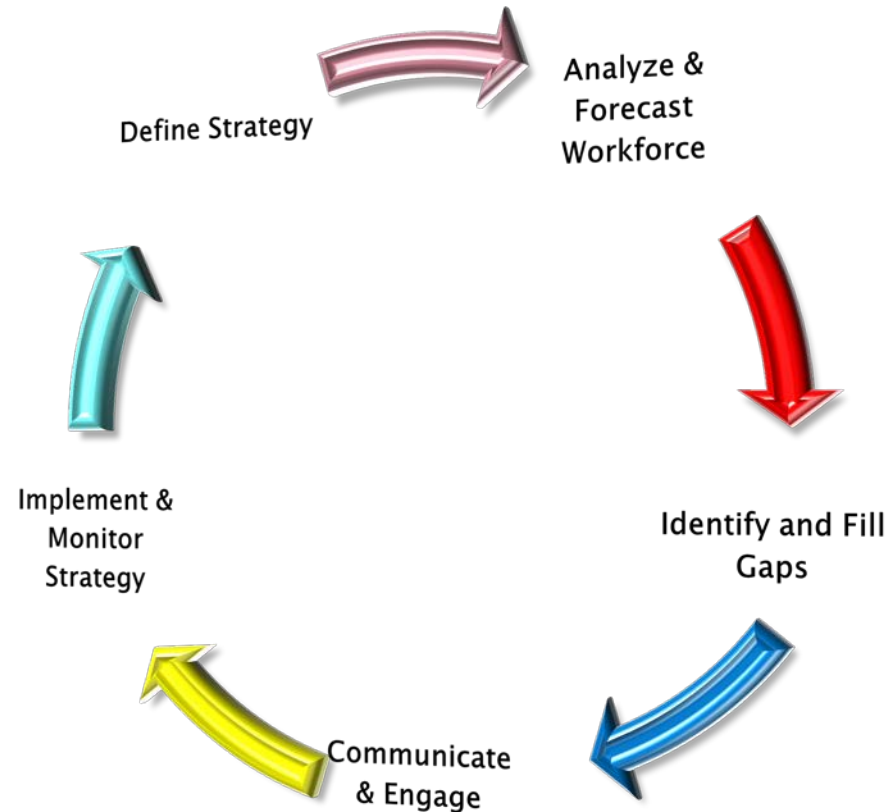 Define Strategy
Analyze &
Forecast
Workforce
Identify and Fill
Gaps
Communicate
& Engage
Implement &
Monitor
Strategy